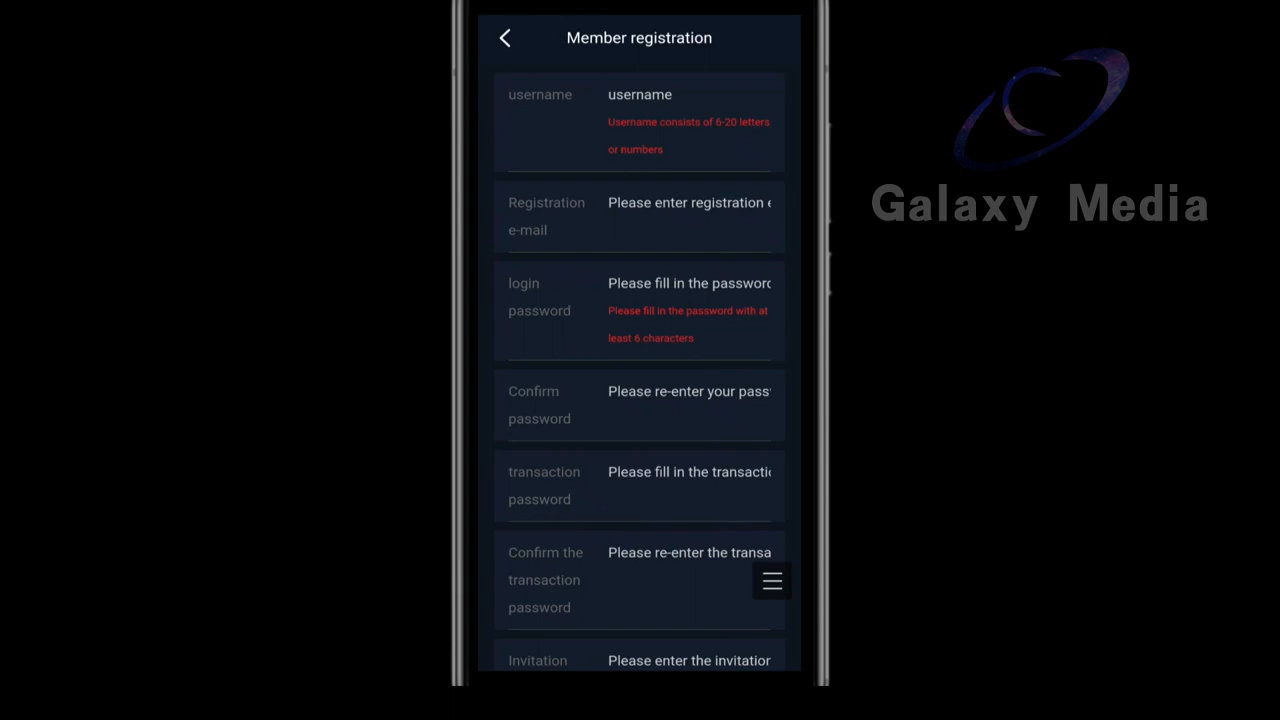 Member registration
username
username
Username consists of 6-20 letters
or numbers
Registration
e-mail
Please enter registration e
login
password
Please fill in the password
Please fill in the password with at
least 6 characters
Confirm
password
Please re-enter your pass
transaction
password
Please fill in the transactio
Confirm the
transaction
password
Please re-enter the transa
Invitation
Please enter the invitation
Galaxy Media